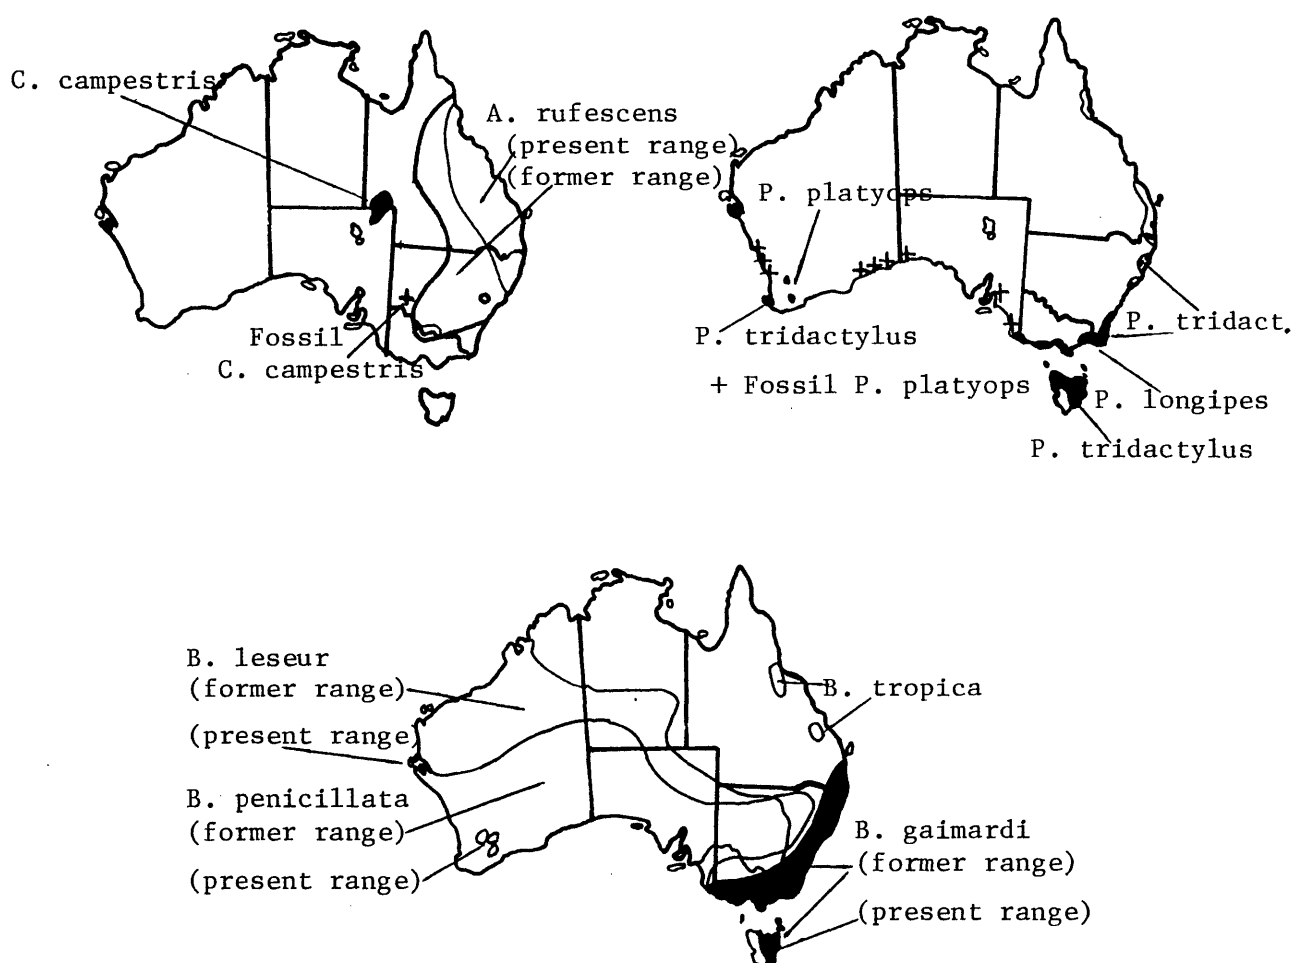 C. campestris
A. rufescens
(present range)
(former range)
Fossil
C. campestris
P. platyops
P. tridactylus
+ Fossil P. platyops
P. tridact.
P. longipes
P. tridactylus
B. leseur
(former range)
(present range)
B. penicillata
(former range)
(present range)
B. tropica
B. gaimardi
(former range)
(present range)